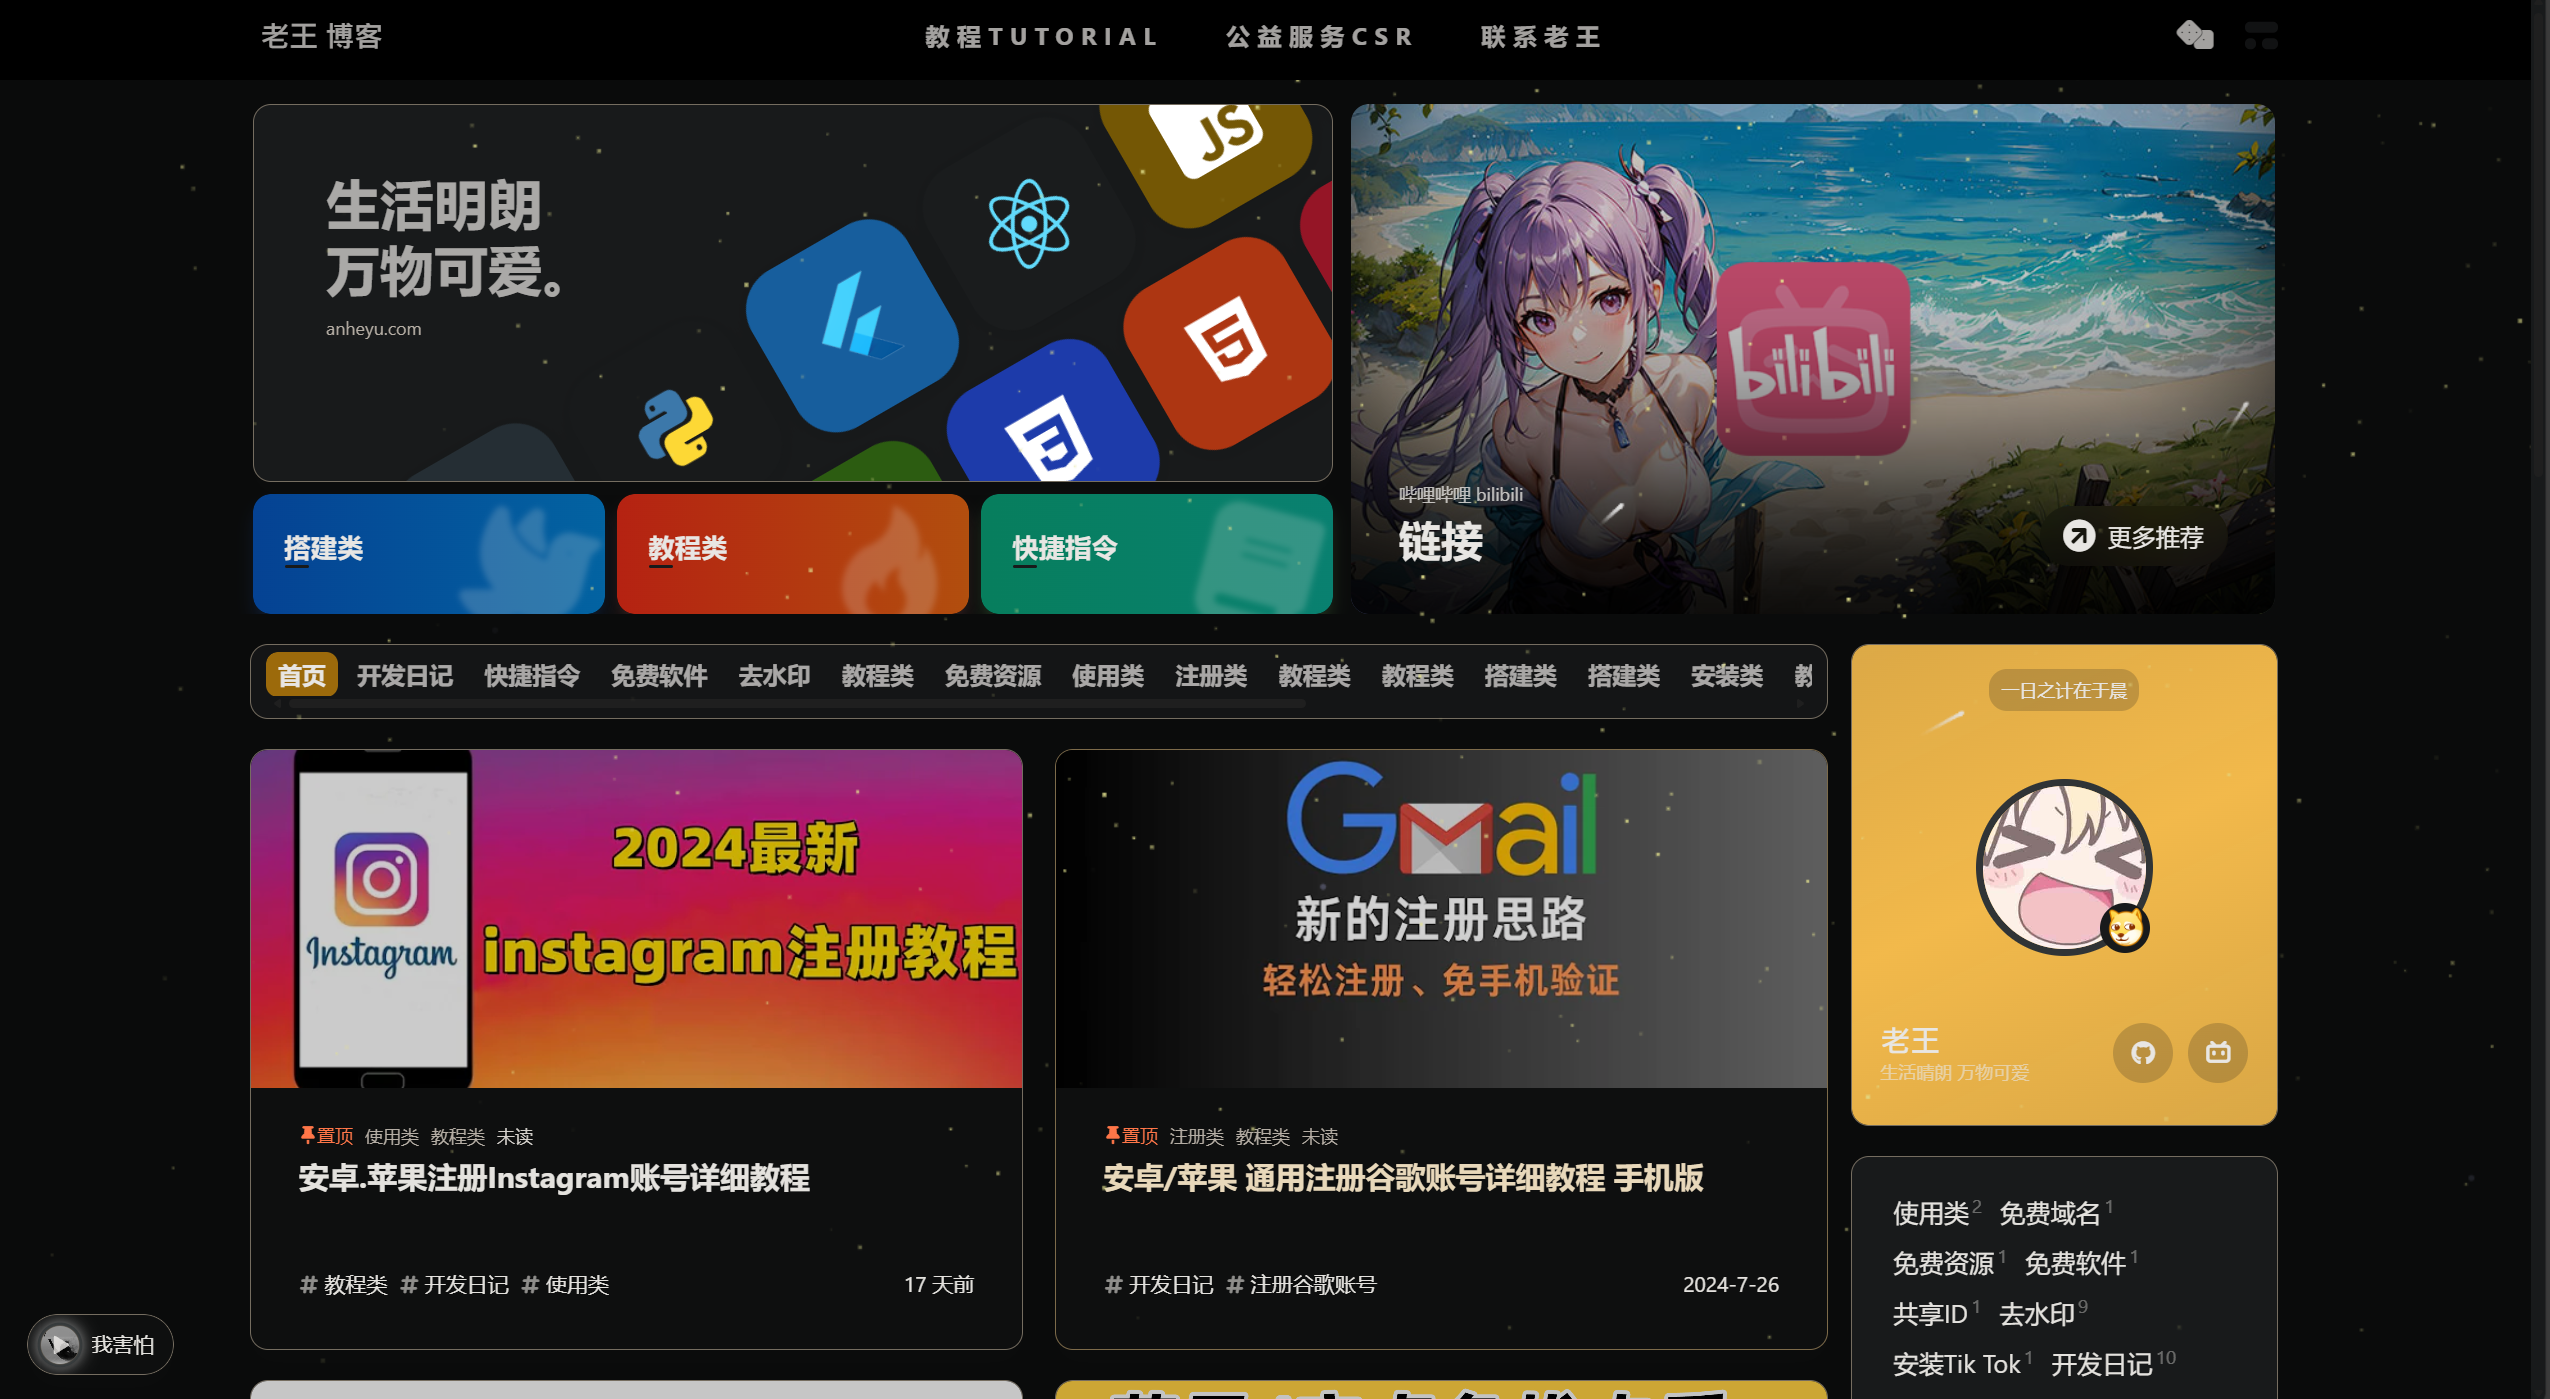 老王 博客
教程TUTORIAL 公益服务CSR 联系老王
生活明朗
万物可爱。
anheyu.com
JS
bilibili
哔哩哔哩 bilibili
链接
更多推荐
搭建类
教程类
快捷指令
首页 开发日记 快捷指令 免费软件 去水印 教程类 免费资源 使用类 注册类 教程类 教程类 搭建类 搭建类 安装类 教
一日之计在于晨
老王
生活晴朗 万物可爱
2024最新
instagram注册教程
Instagram
置顶 使用类 教程类 未读
安卓.苹果注册Instagram账号详细教程
# 教程类 # 开发日记 # 使用类 17 天前
Gmail
新的注册思路
轻松注册、免手机验证
置顶 注册类 教程类 未读
安卓/苹果 通用注册谷歌账号详细教程 手机版
# 开发日记 # 注册谷歌账号 2024-7-26
使用类2 免费域名1
免费资源1 免费软件1
共享ID1 去水印9
安装Tik Tok1 开发日记10
我害怕